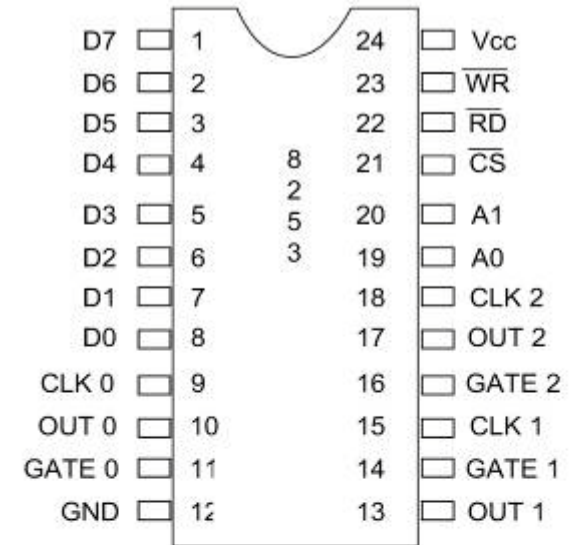 D7 1 24 Vcc
D6 2 23 WR
D5 3 22 RD
D4 4 21 CS
8
2
5
3
D3 5 20 A1
D2 6 19 A0
D1 7 18 CLK 2
D0 8 17 OUT 2
CLK 0 9 16 GATE 2
OUT 0 10 15 CLK 1
GATE 0 11 14 GATE 1
GND 12 13 OUT 1